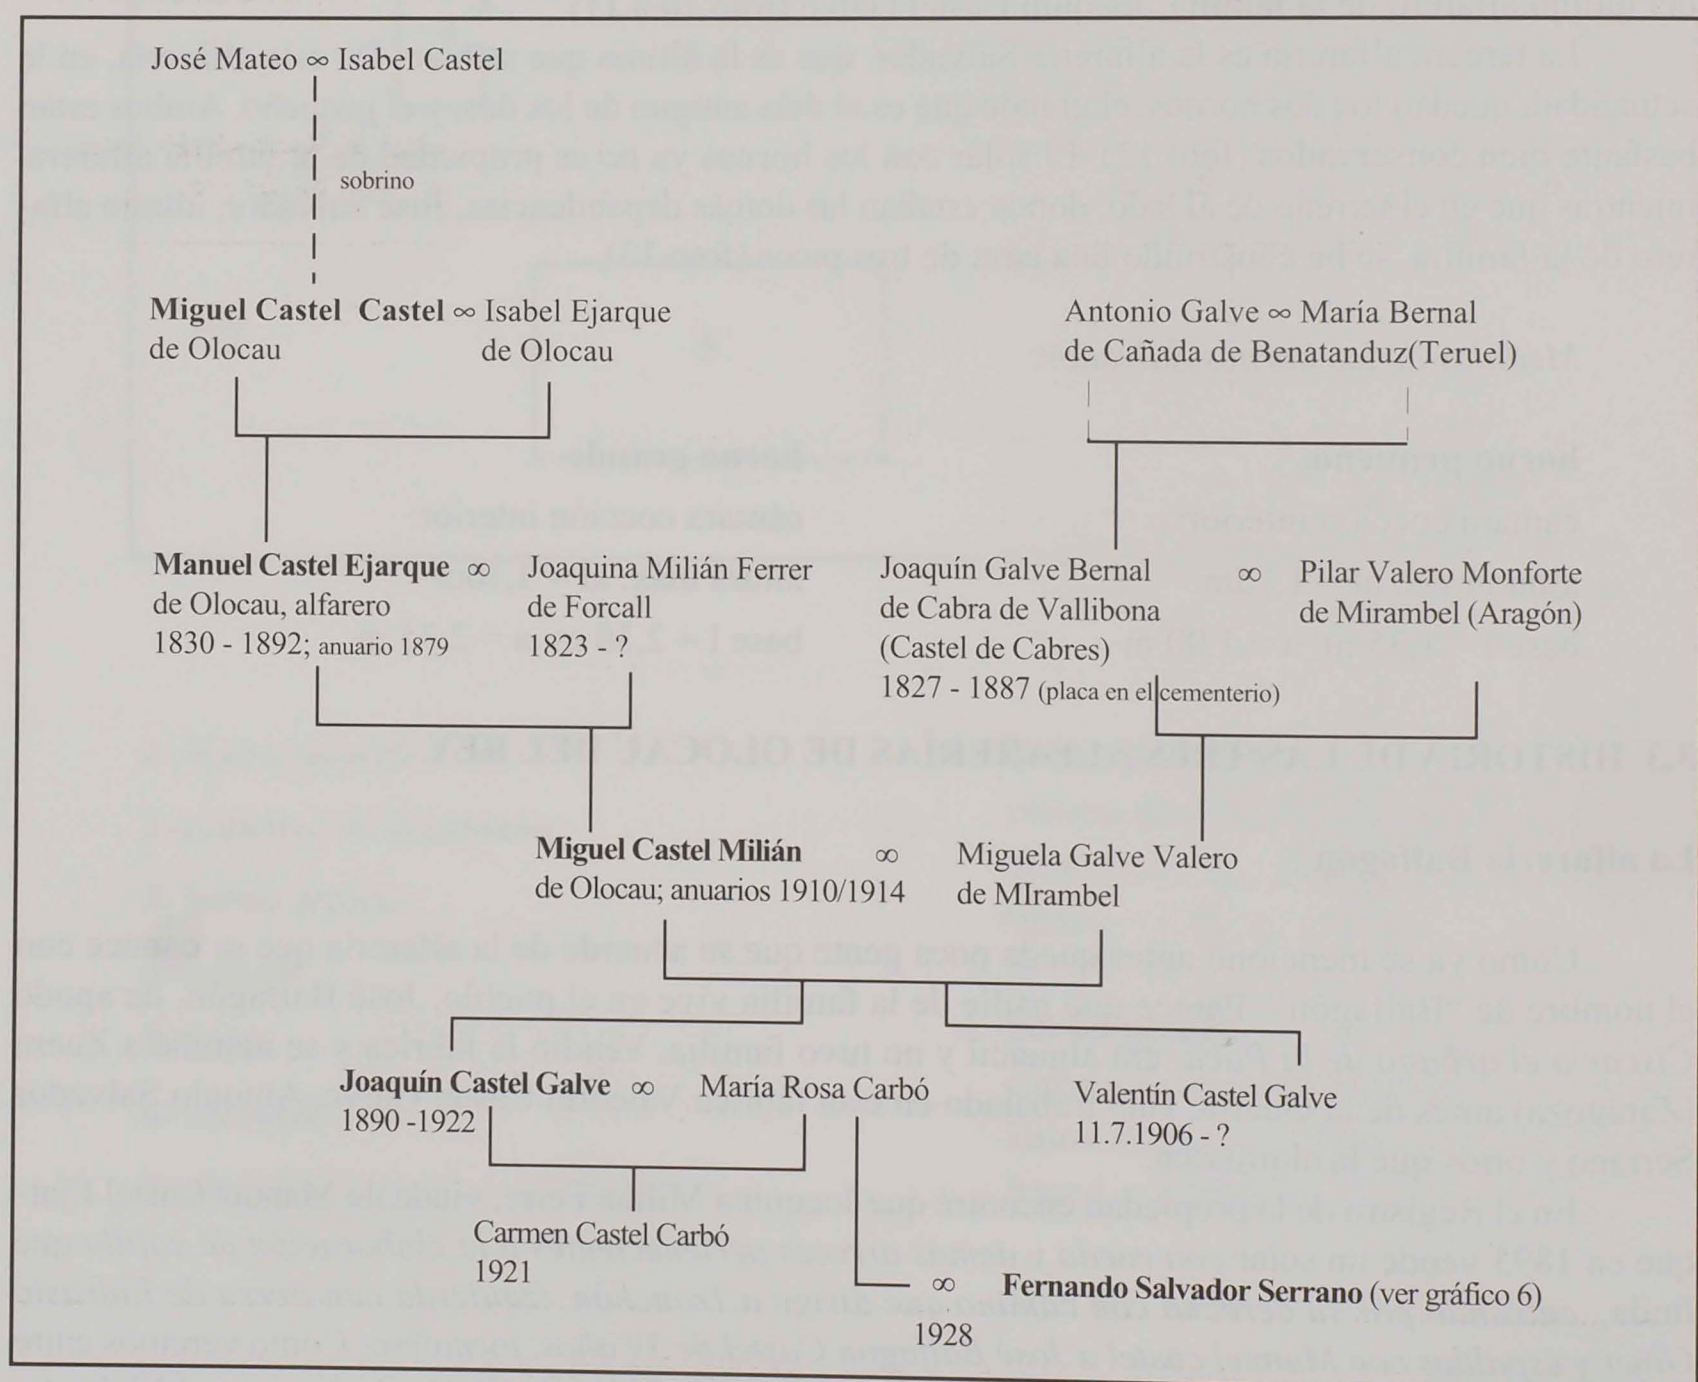 José Mateo ∞ Isabel Castel
sobrino
Miguel Castel Castel ∞ Isabel Ejarque
de Olocau de Olocau
Antonio Galve ∞ María Bernal
de Cañada de Benatanduz(Teruel)
Manuel Castel Ejarque ∞ Joaquina Milián Ferrer
de Olocau, alfarero de Forcall
1830 - 1892; anuario 1879 1823 - ?
Joaquín Galve Bernal ∞ Pilar Valero Monforte
de Cabra de Vallibona de Mirambel (Aragón)
(Castel de Cabres)
1827 - 1887 (placa en el cementerio)
Miguel Castel Milián ∞ Miguela Galve Valero
de Olocau; anuarios 1910/1914 de MIrambel
Joaquín Castel Galve ∞ María Rosa Carbó
1890 -1922
Valentín Castel Galve
11.7.1906 - ?
Carmen Castel Carbó
1921
∞ Fernando Salvador Serrano (ver gráfico 6)
1928